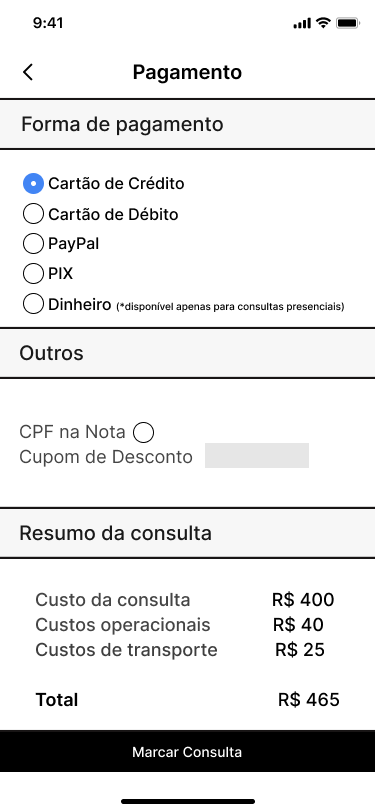 9:41
Pagamento
Forma de pagamento
Cartão de Crédito
Cartão de Débito
PayPal
PIX
Dinheiro (*disponível apenas para consultas presenciais)
Outros
CPF na Nota
Cupom de Desconto
Resumo da consulta
Custo da consulta R$ 400
Custos operacionais R$ 40
Custos de transporte R$ 25
Total R$ 465
Marcar Consulta